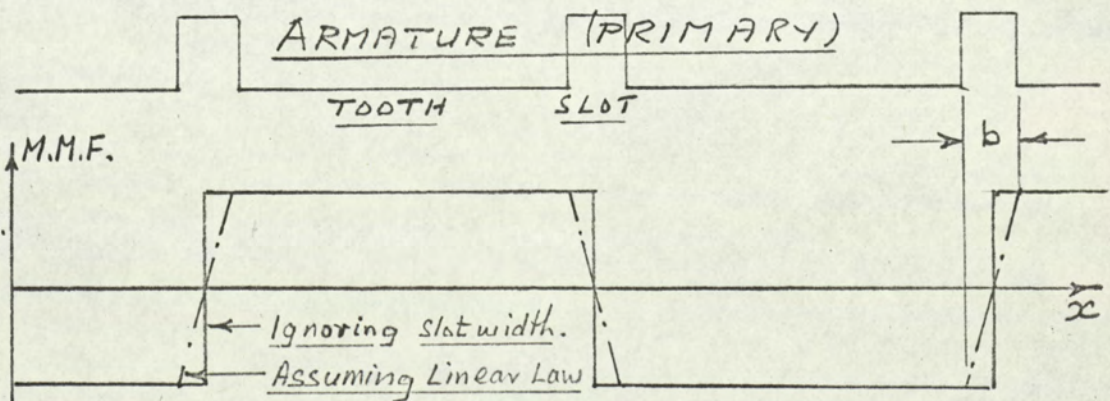 ARMATURE (PRIMARY)
TOOTH
SLOT
M.M.F.
b
x
Ignoring slot width.
Assuming Linear Law